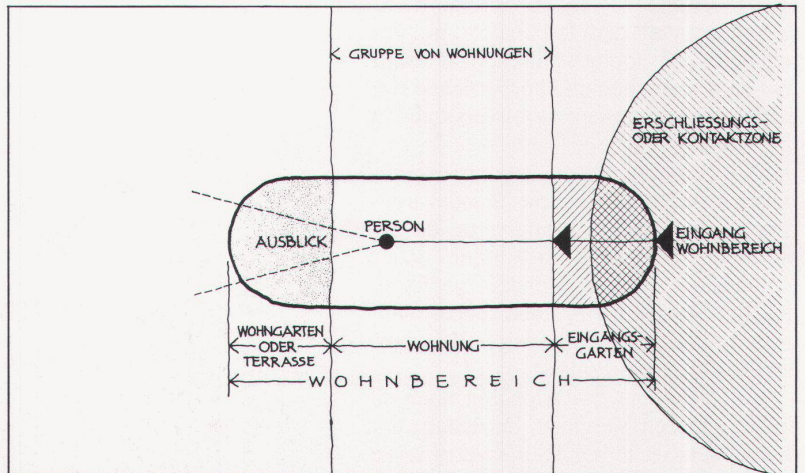 GRUPPE VON WOHNUNGEN
ERSCHLIESSUNGS-
ODER KONTAKTZONE
PERSON
AUSBLICK
EINGANG
WOHNBEREICH
WOHNGARTEN
ODER
TERRASSE
WOHNUNG
EINGANGS-
GARTEN
WOHNBEREICH